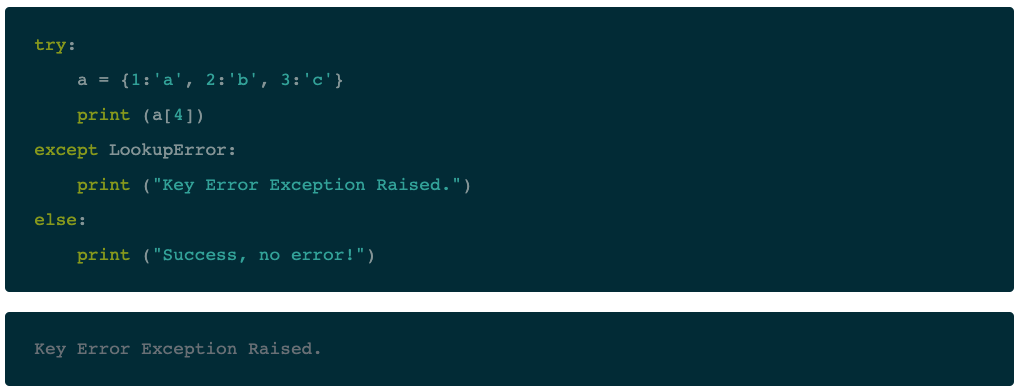 try:
    a = {1:'a', 2:'b', 3:'c'}
    print (a[4])
except LookupError:
    print ("Key Error Exception Raised.")
else:
    print ("Success, no error!")
Key Error Exception Raised.